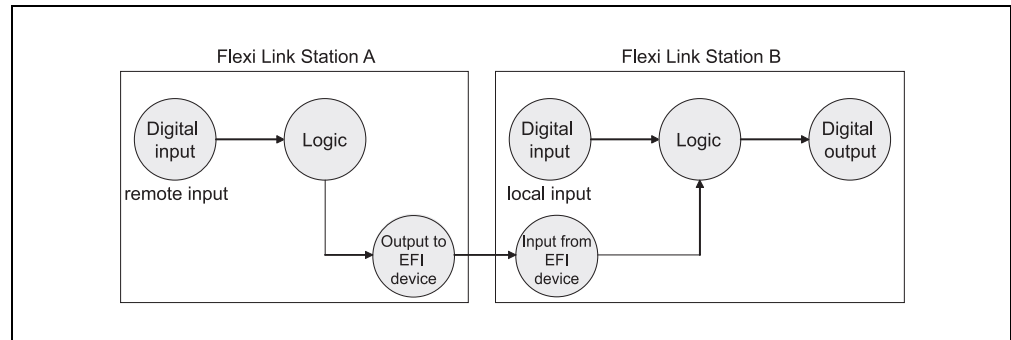 Flexi Link Station A
Flexi Link Station B
Digital
input
Logic
remote input
Output to
EFI
device
Digital
input
Logic
Digital
output
local input
Input from
EFI
device